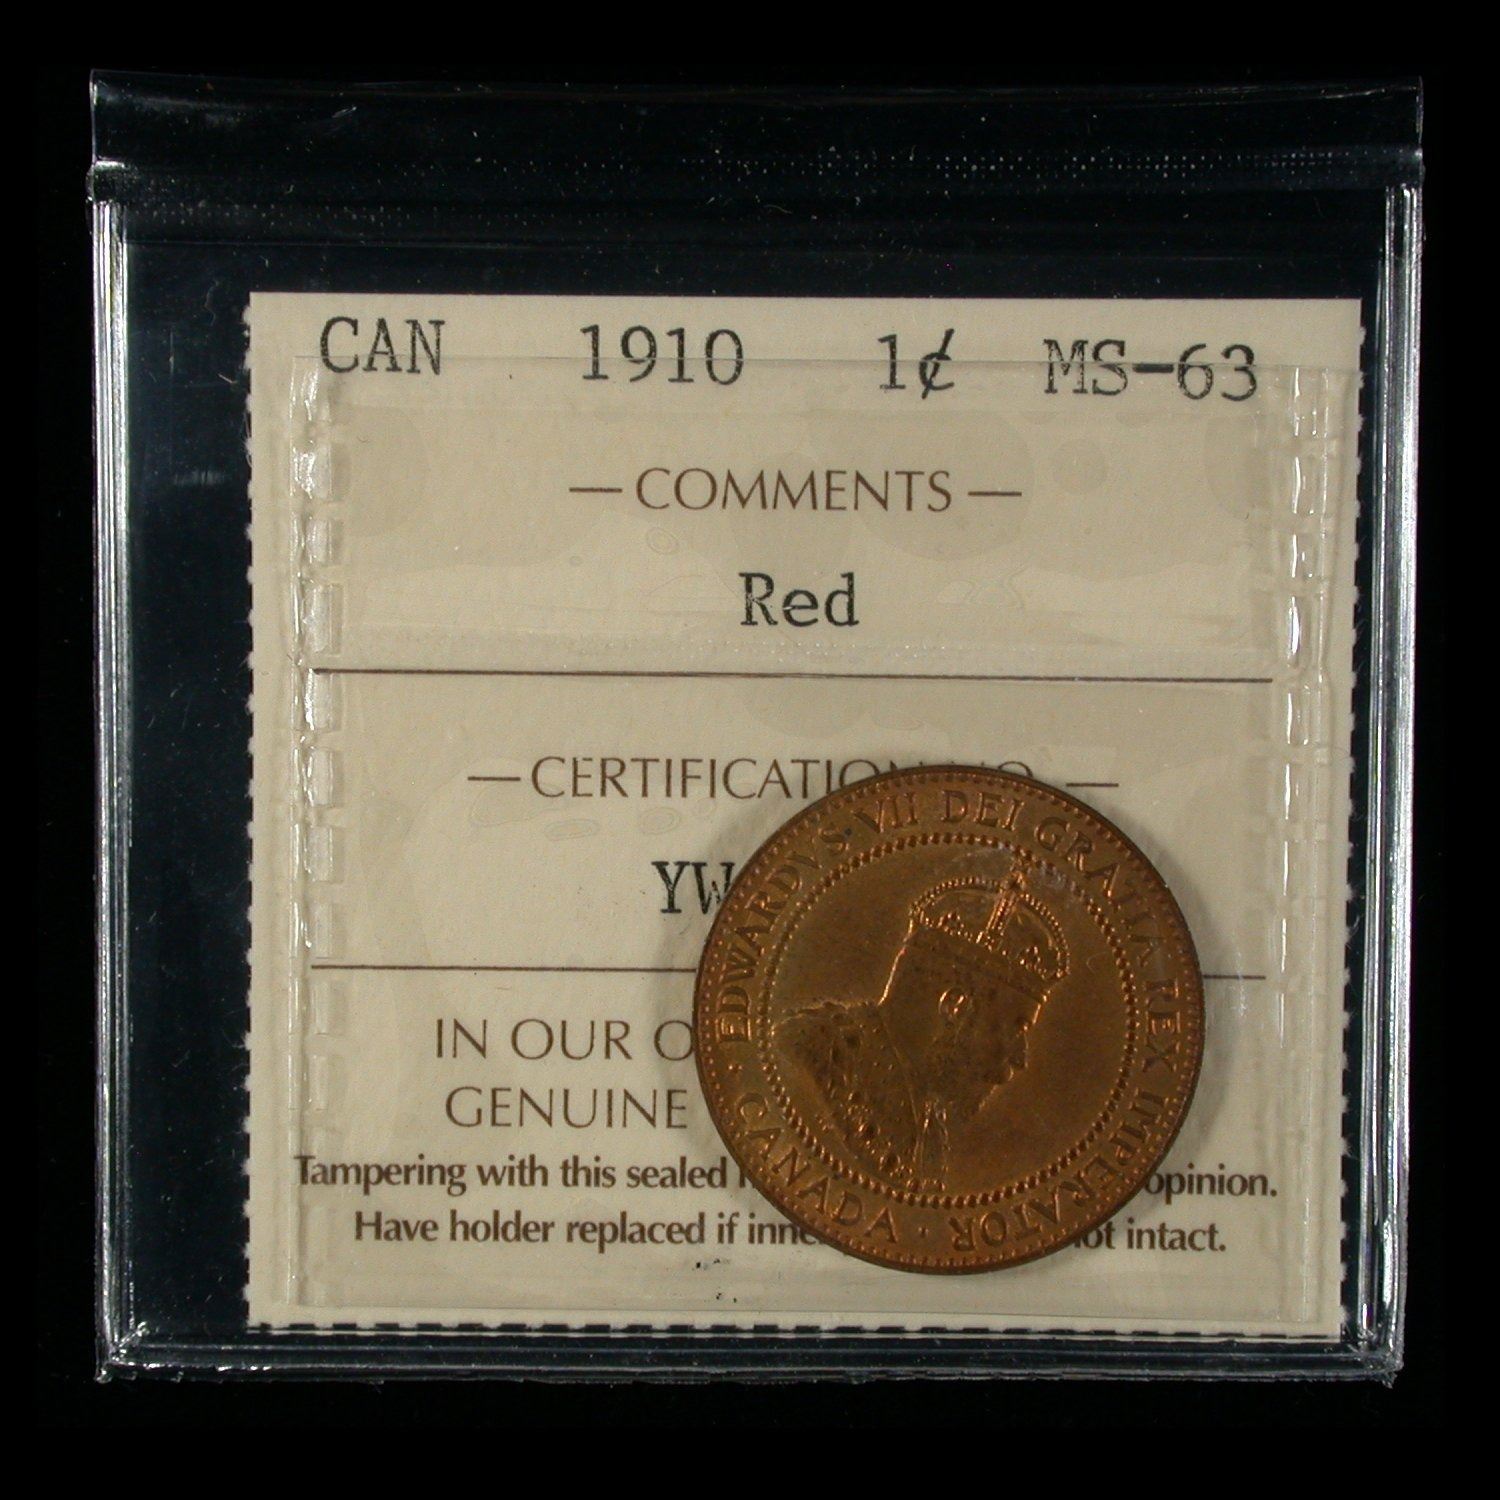 CAN 1910 1¢ MS-63
— COMMENTS —
Red
— CERTIFICATION NO. —
YW
IN OUR O
GENUINE
Tampering with this sealed opinion.
Have holder replaced if inne ot intact.
EDWARDVS VII DEI GRATIA REX IMPERATOR
CANADA